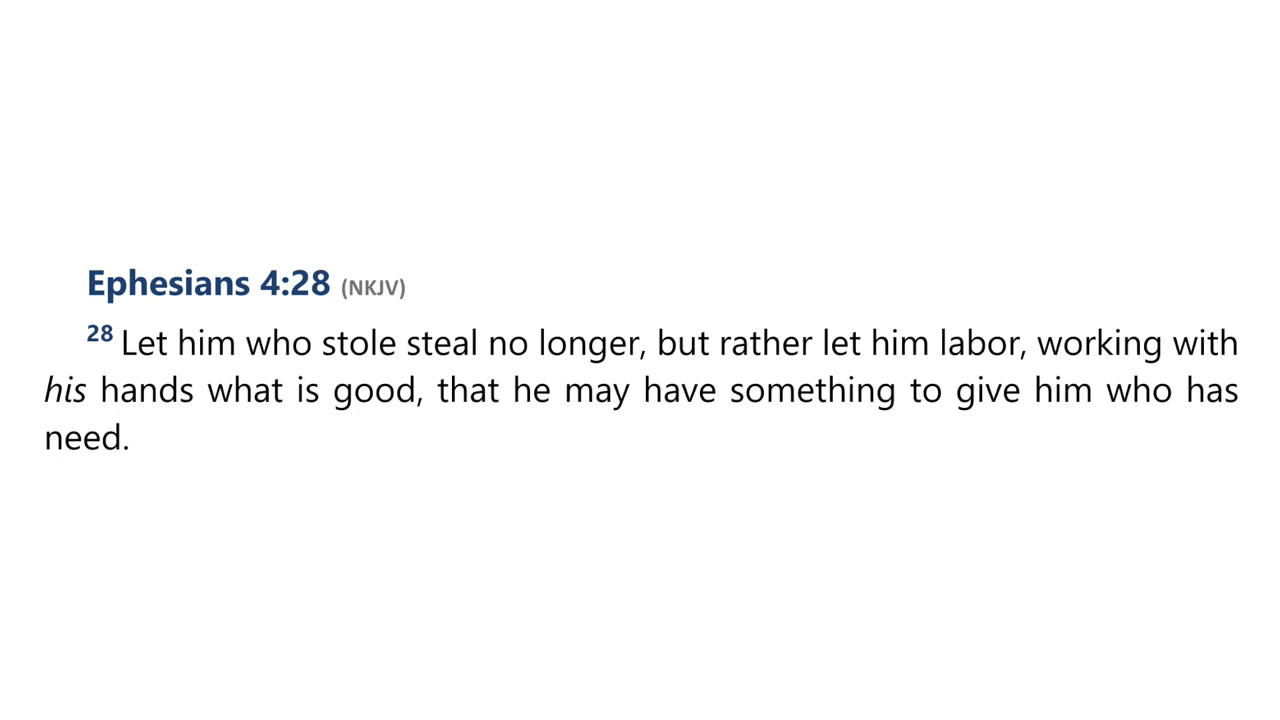 Ephesians 4:28 (NKJV)
28 Let him who stole steal no longer, but rather let him labor, working with
his hands what is good, that he may have something to give him who has
need.